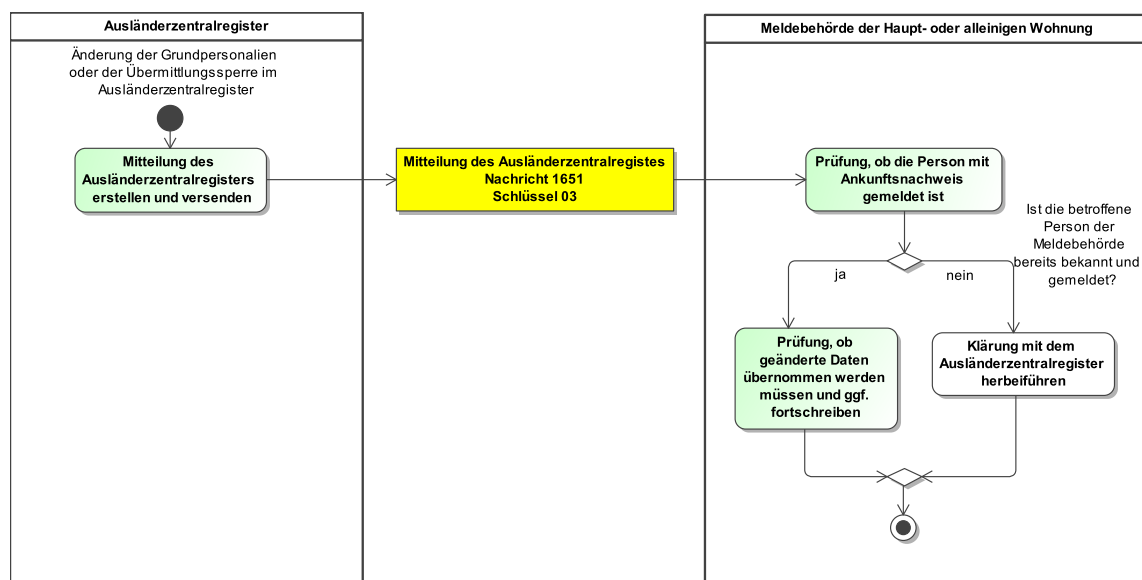 Ausländerzentralregister
Änderung der Grundpersonalien
oder der Übermittlungssperre im
Ausländerzentralregister
Mitteilung des
Ausländerzentralregisters
erstellen und versenden
Mitteilung des Ausländerzentralregistes
Nachricht 1651
Schlüssel 03
Meldebehörde der Haupt- oder alleinigen Wohnung
Prüfung, ob die Person mit
Ankunftsnachweis
gemeldet ist
Ist die betroffene
Person der
Meldebehörde
bereits bekannt und
gemeldet?
ja
nein
Prüfung, ob
geänderte Daten
übernommen werden
müssen und ggf.
fortschreiben
Klärung mit dem
Ausländerzentralregister
herbeiführen